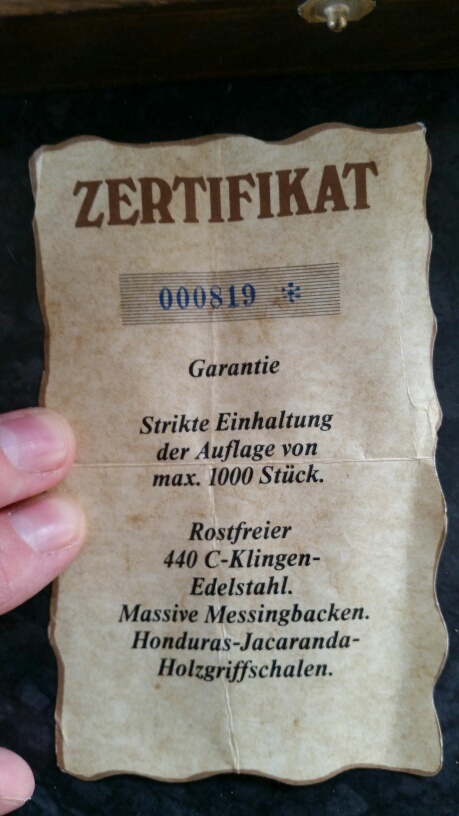 ZERTIFIKAT
000819 *
Garantie
Strikte Einhaltung
der Auflage von
max. 1000 Stück.
Rostfreier
440 C-Klingen-
Edelstahl.
Massive Messingbacken.
Honduras-Jacaranda-
Holzgriffschalen.